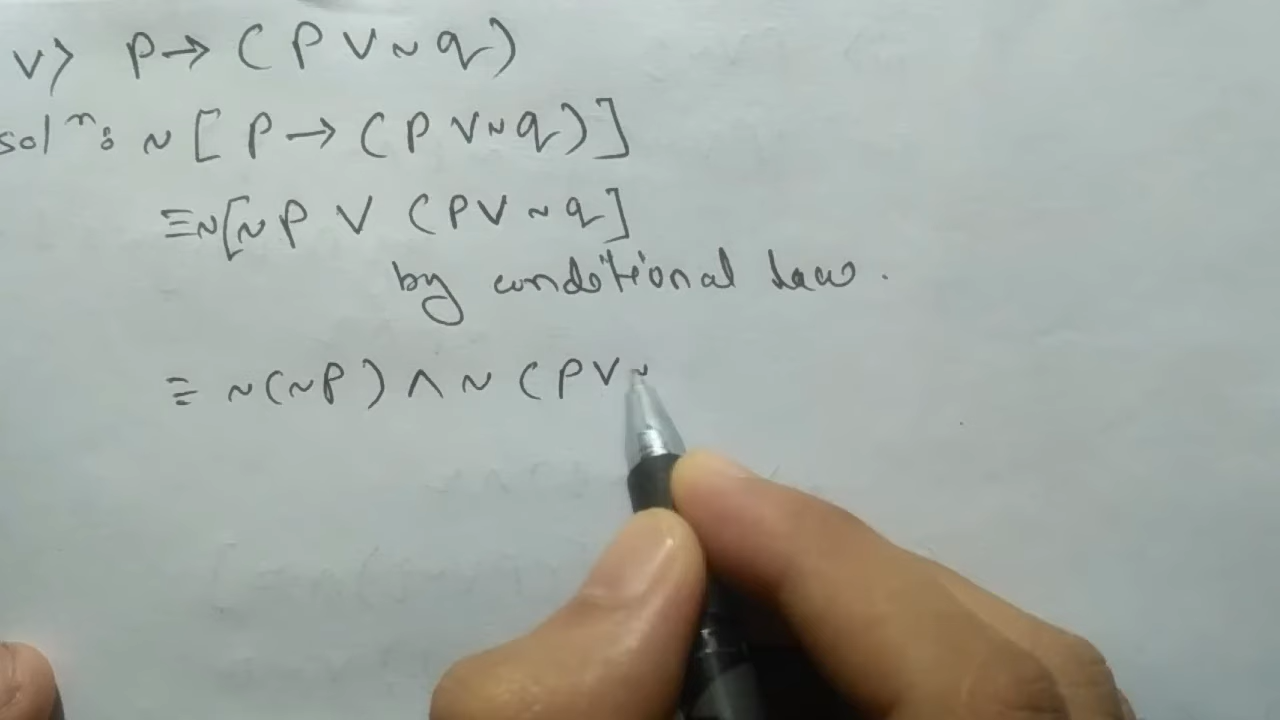 v> p→ (p ∨ ~ q)
solⁿ: ~ [ p → (p ∨ ~ q)]
≡ ~ [~ p ∨ (p ∨ ~ q]
by conditional law.
≡ ~(~p) ∧ ~ (p ∨ ~